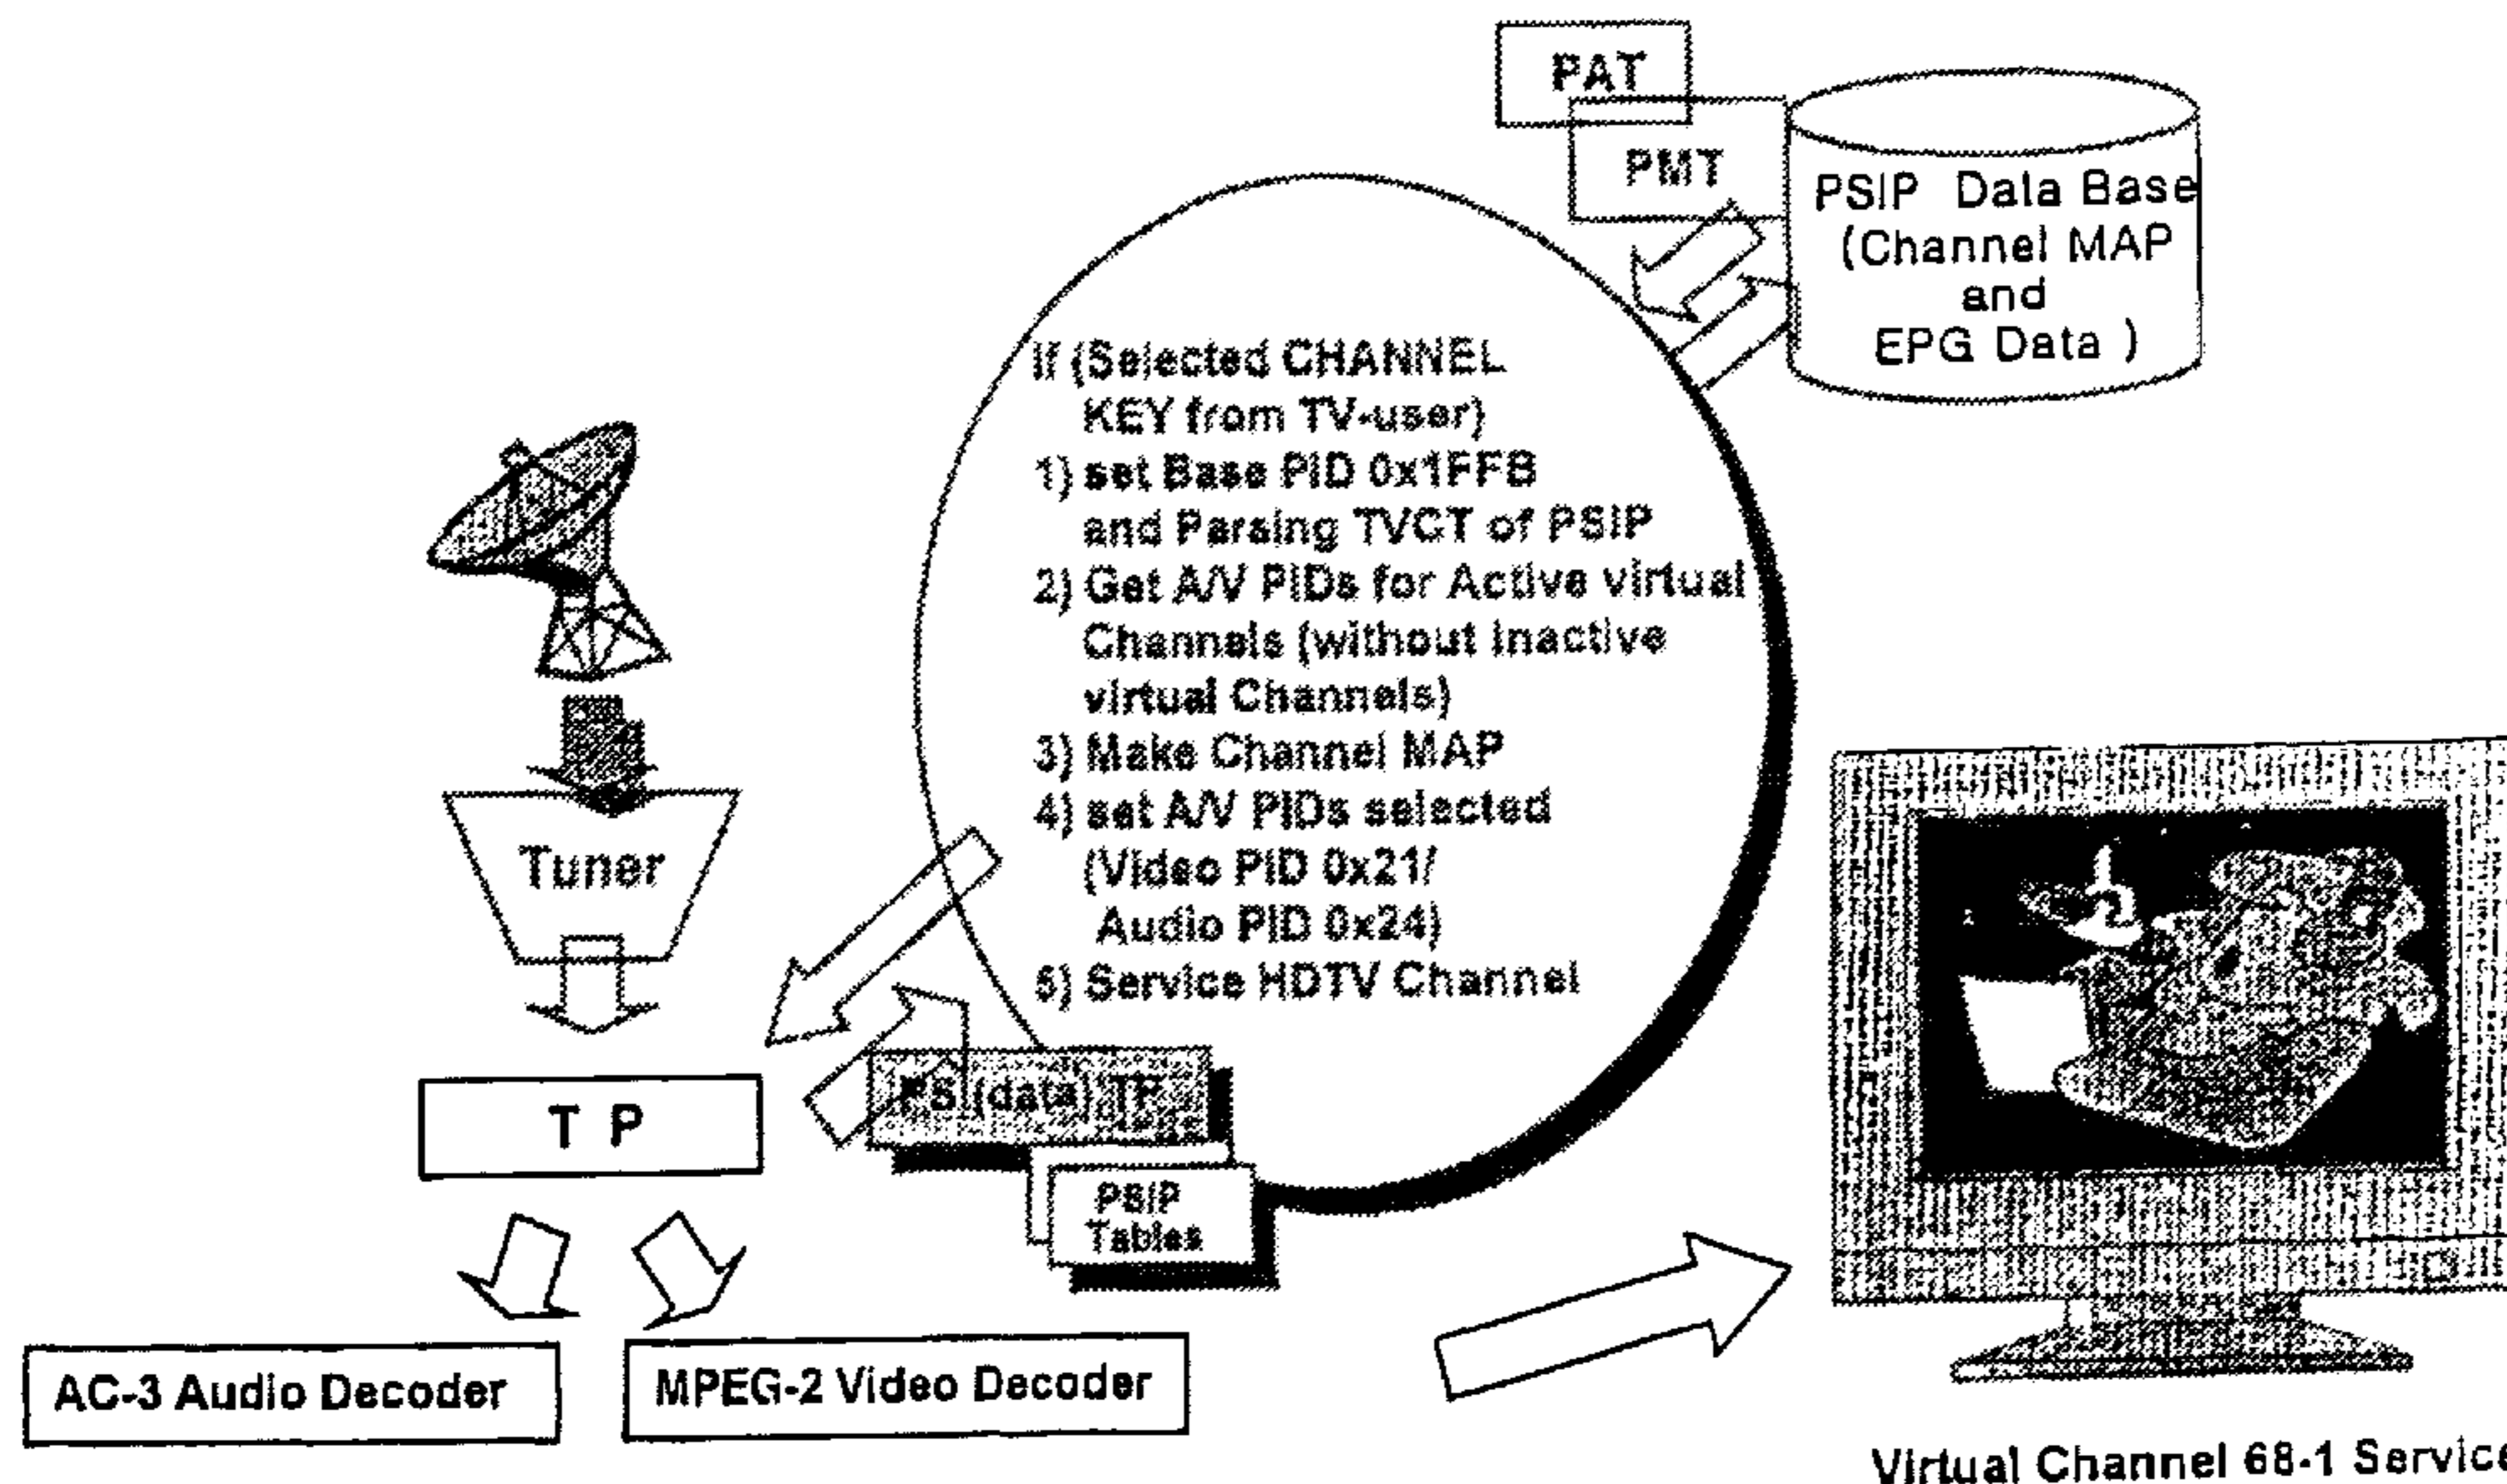 PAT
PMT
PSIP Data Base
(Channel MAP
and
EPG Data )
If (Selected CHANNEL
KEY from TV-user)
1) set Base PID 0x1FFB
and Parsing TVCT of PSIP
2) Get A/V PIDs for Active virtual
Channels (without Inactive
virtual Channels)
3) Make Channel MAP
4) set A/V PIDs selected
(Video PID 0x21/
Audio PID 0x24)
5) Service HDTV Channel
Tuner
T P
PSI (data) TP
PSIP
Tables
AC-3 Audio Decoder
MPEG-2 Video Decoder
Virtual Channel 68-1 Service